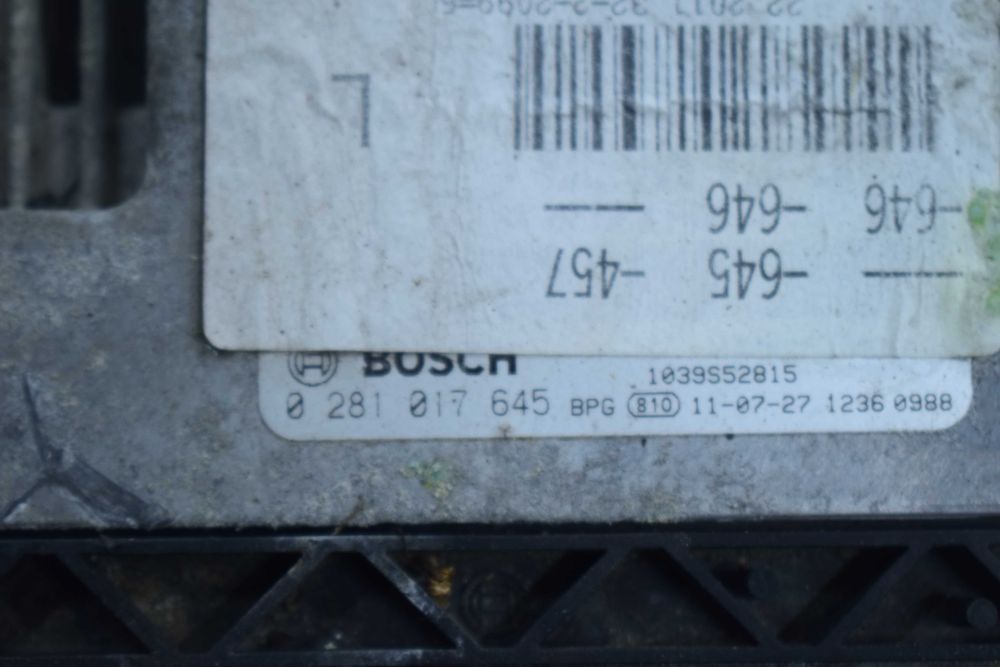 ---- -645 -457
-646 -646 ---
L
BOSCH
1039S52815
0 281 017 645 BPG 810 11-07-27 1236 0988